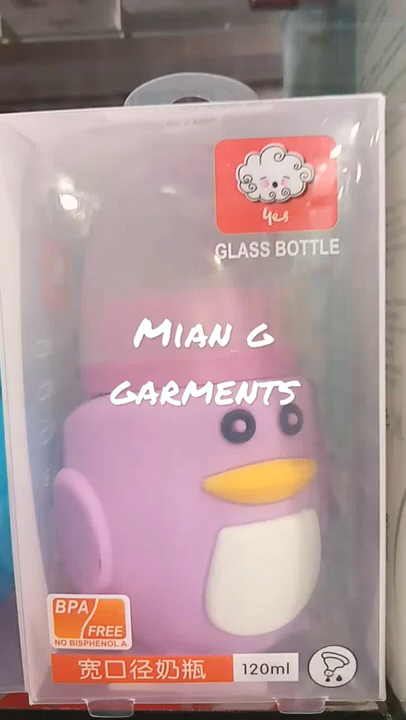 yes
GLASS BOTTLE
MIAN G
GARMENTS
BPA
FREE
NO BISPHENOL A
宽口径奶瓶
120ml